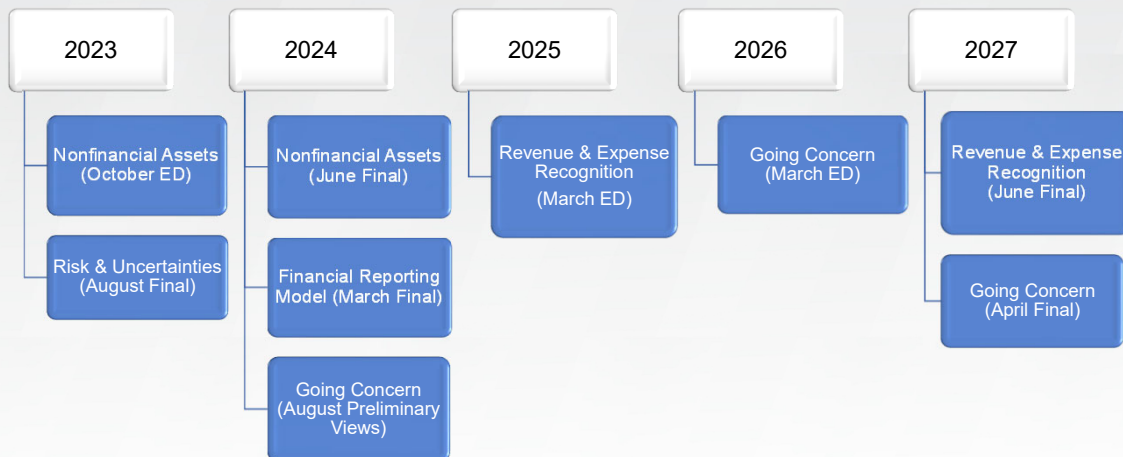 2023
2024
2025
2026
2027
Nonfinancial Assets
(October ED)
Risk & Uncertainties
(August Final)
Nonfinancial Assets
(June Final)
Financial Reporting
Model (March Final)
Going Concern
(August Preliminary
Views)
Revenue & Expense
Recognition
(March ED)
Going Concern
(March ED)
Revenue & Expense
Recognition
(June Final)
Going Concern
(April Final)